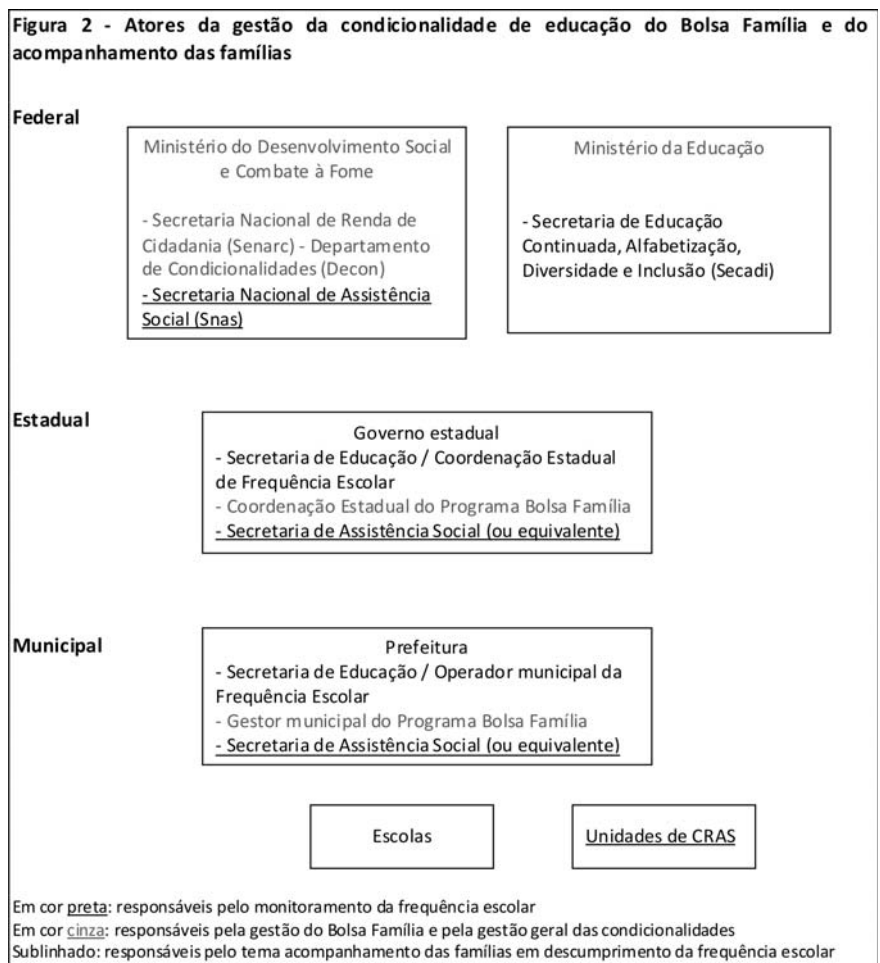 Figura 2 - Atores da gestão da condicionalidade de educação do Bolsa Família e do
acompanhamento das famílias
Federal
Ministério do Desenvolvimento Social
e Combate à Fome
- Secretaria Nacional de Renda de
Cidadania (Senarc) - Departamento
de Condicionalidades (Decon)
- Secretaria Nacional de Assistência
Social (Snas)
Ministério da Educação
- Secretaria de Educação
Continuada, Alfabetização,
Diversidade e Inclusão (Secadi)
Estadual
Governo estadual
- Secretaria de Educação / Coordenação Estadual
de Frequência Escolar
- Coordenação Estadual do Programa Bolsa Família
- Secretaria de Assistência Social (ou equivalente)
Municipal
Prefeitura
- Secretaria de Educação / Operador municipal da
Frequência Escolar
- Gestor municipal do Programa Bolsa Família
- Secretaria de Assistência Social (ou equivalente)
Escolas
Unidades de CRAS
Em cor preta: responsáveis pelo monitoramento da frequência escolar
Em cor cinza: responsáveis pela gestão do Bolsa Família e pela gestão geral das condicionalidades
Sublinhado: responsáveis pelo tema acompanhamento das famílias em descumprimento da frequência escolar